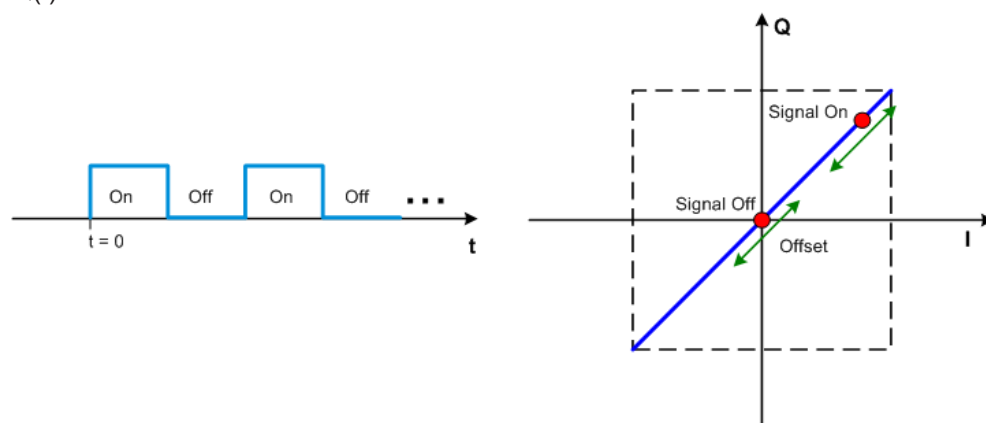 On
Off
On
Off
...
t = 0
t
Q
Signal On
Signal Off
Offset
I